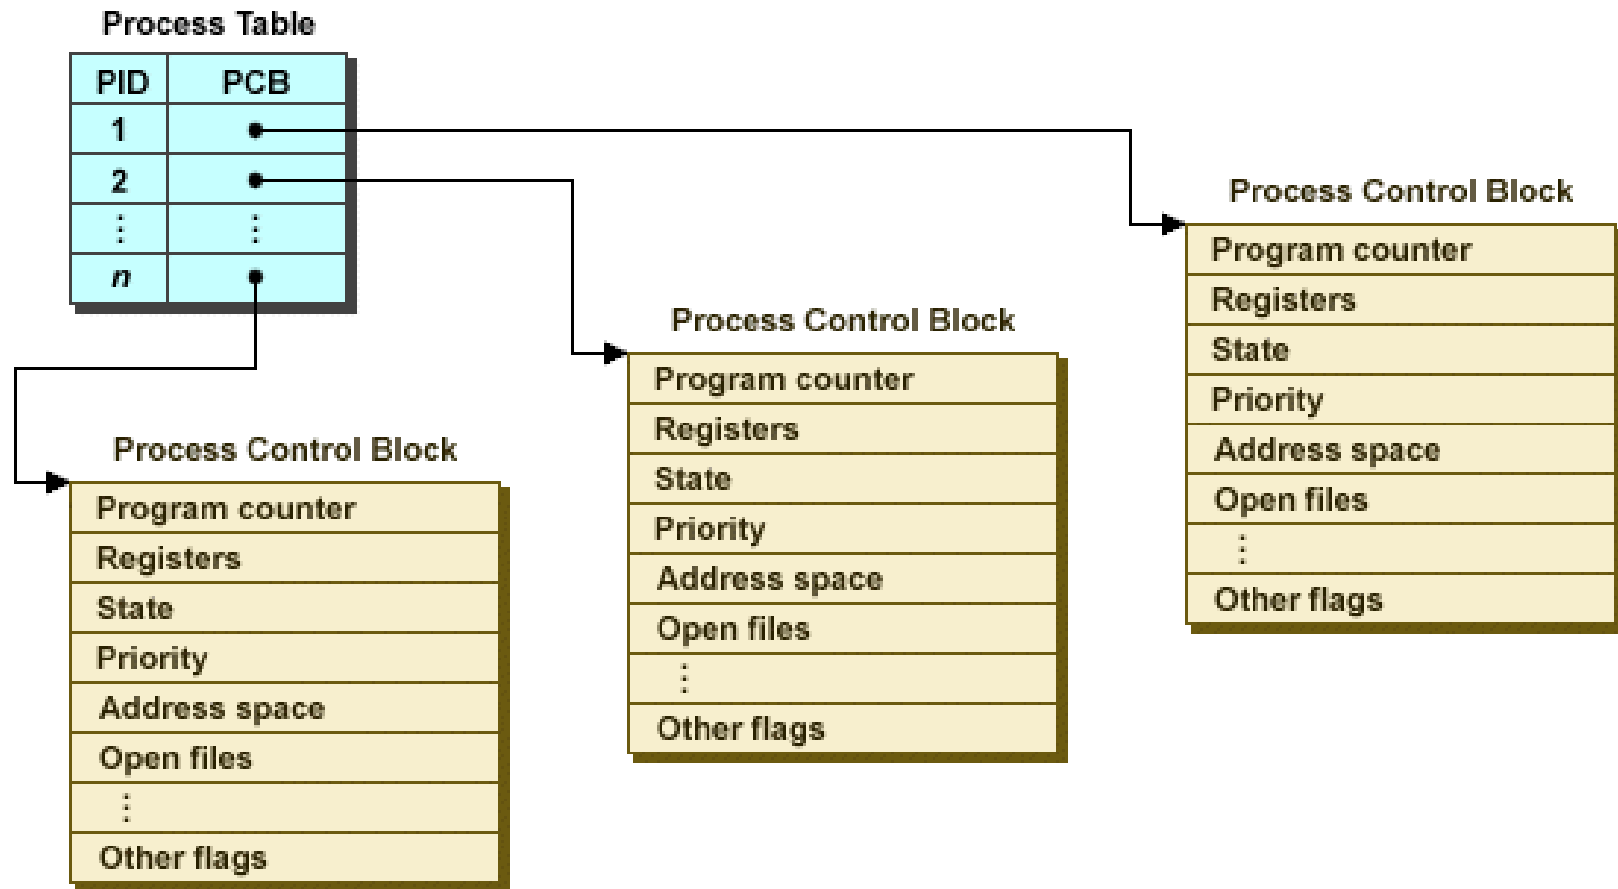 Process Table
PID PCB
1
2
⋮ ⋮
n
Process Control Block
Program counter
Registers
State
Priority
Address space
Open files
⋮
Other flags
Process Control Block
Program counter
Registers
State
Priority
Address space
Open files
⋮
Other flags
Process Control Block
Program counter
Registers
State
Priority
Address space
Open files
⋮
Other flags